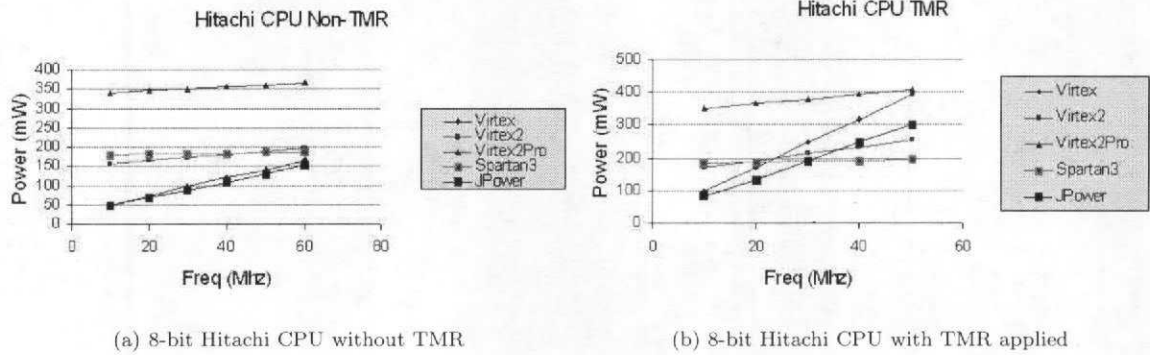 Hitachi CPU Non-TMR
Power (mW)
400
350
300
250
200
150
100
50
0
0
20
40
60
80
Freq (Mhz)
Virtex
Virtex2
Virtex2Pro
Spartan3
JPower
(a) 8-bit Hitachi CPU without TMR
Hitachi CPU TMR
Power (mW)
500
400
300
200
100
0
0
20
40
60
Freq (Mhz)
Virtex
Virtex2
Virtex2Pro
Spartan3
JPower
(b) 8-bit Hitachi CPU with TMR applied